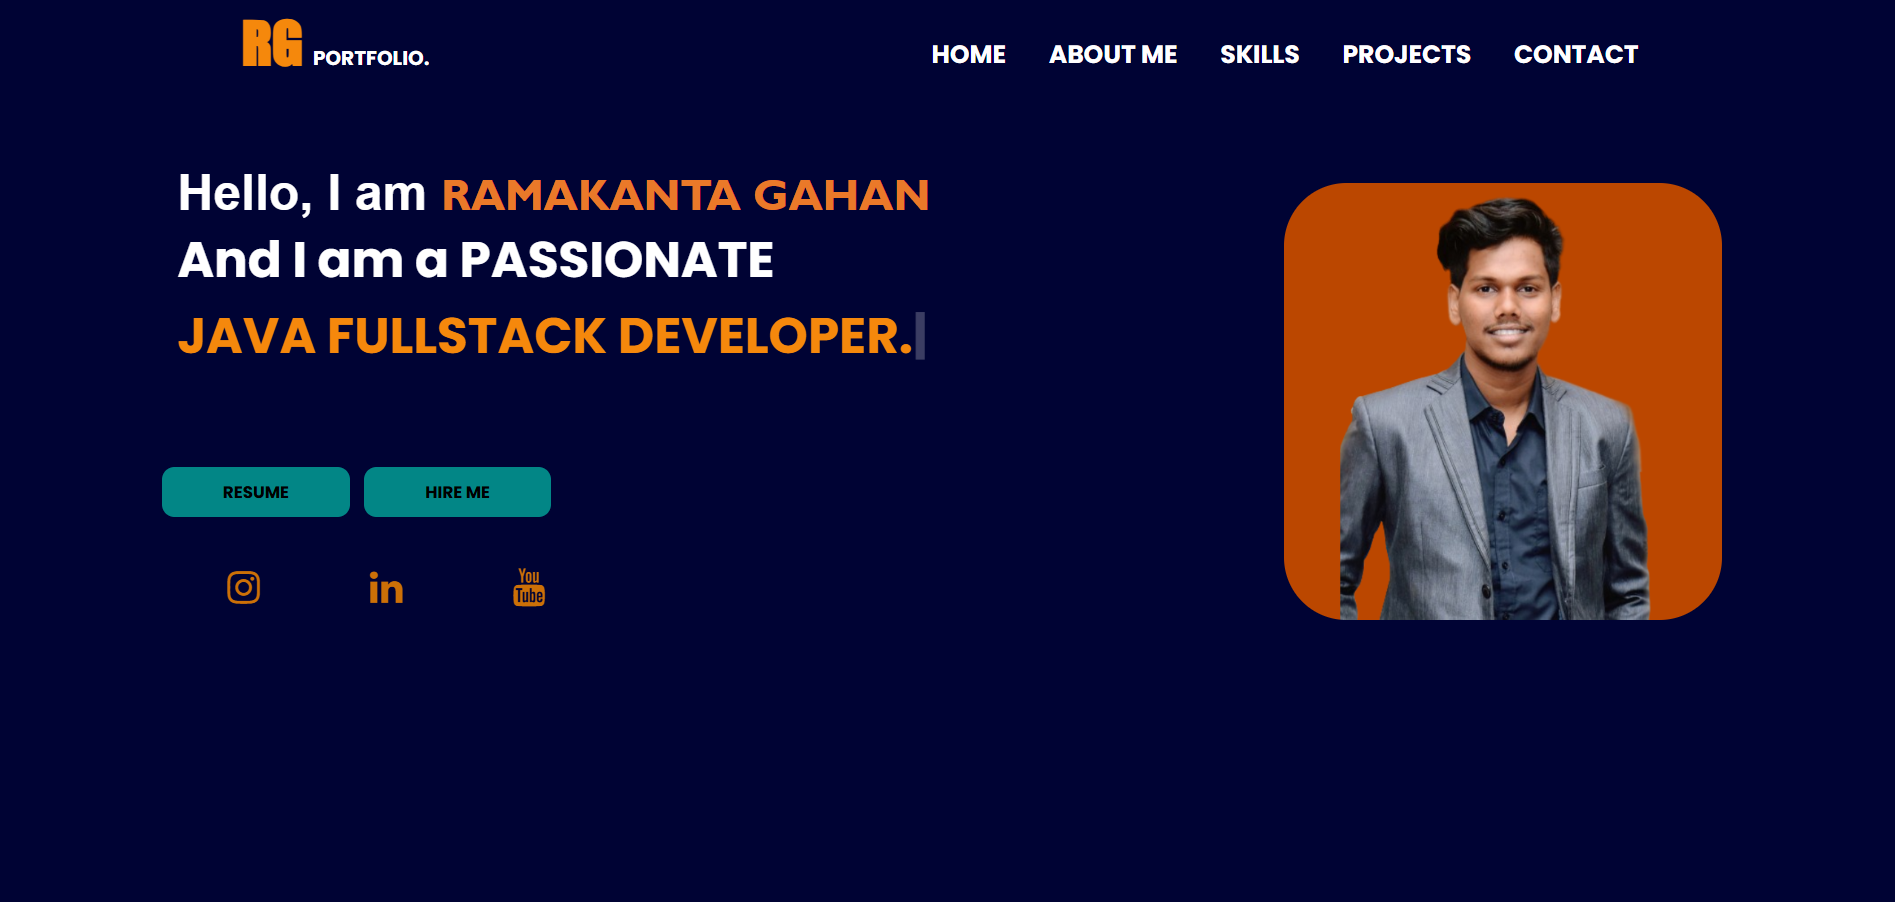 RG PORTFOLIO.
HOME ABOUT ME SKILLS PROJECTS CONTACT
Hello, I am RAMAKANTA GAHAN
And I am a PASSIONATE
JAVA FULLSTACK DEVELOPER.
RESUME HIRE ME
in
You
Tube